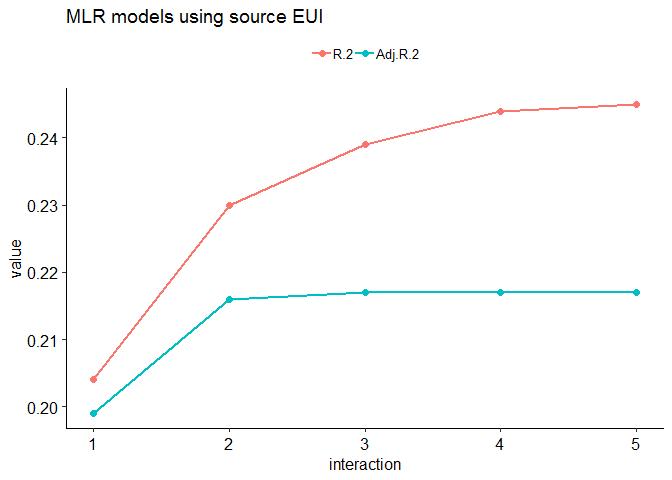 MLR models using source EUI
R.2 Adj.R.2
0.24
0.23
0.22
0.21
0.20
value
1 2 3 4 5
interaction